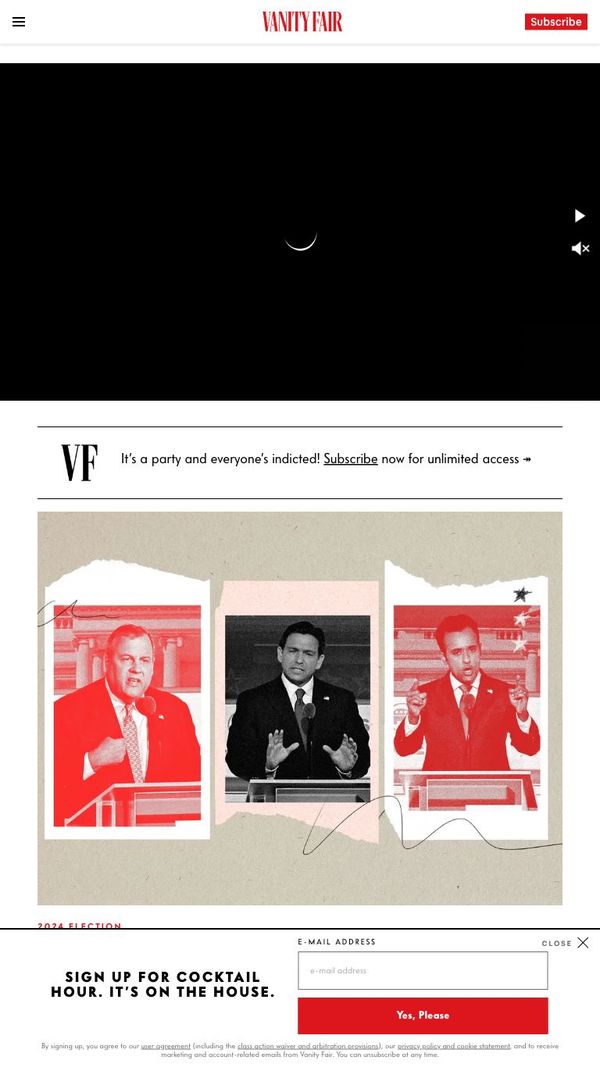 VANITY FAIR
Subscribe
VF
It's a party and everyone's indicted! Subscribe now for unlimited access ↠
2024 ELECTION
E-MAIL ADDRESS
CLOSE
SIGN UP FOR COCKTAIL
HOUR. IT'S ON THE HOUSE.
e-mail address
Yes, Please
By signing up, you agree to our user agreement (including the class action waiver and arbitration provisions), our privacy policy and cookie statement, and to receive
marketing and account-related emails from Vanity Fair. You can unsubscribe at any time.